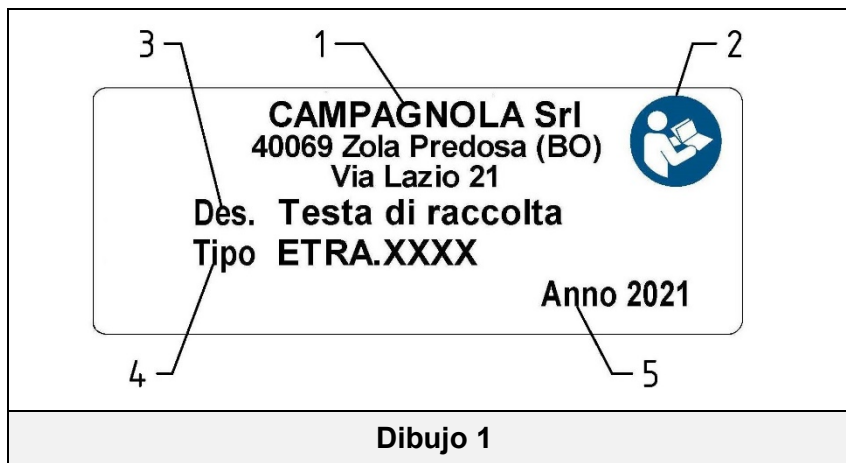 3 1 2
CAMPAGNOLA Srl
40069 Zola Predosa (BO)
Via Lazio 21
Des. Testa di raccolta
Tipo ETRA.XXXX
Anno 2021
4 5
Dibujo 1